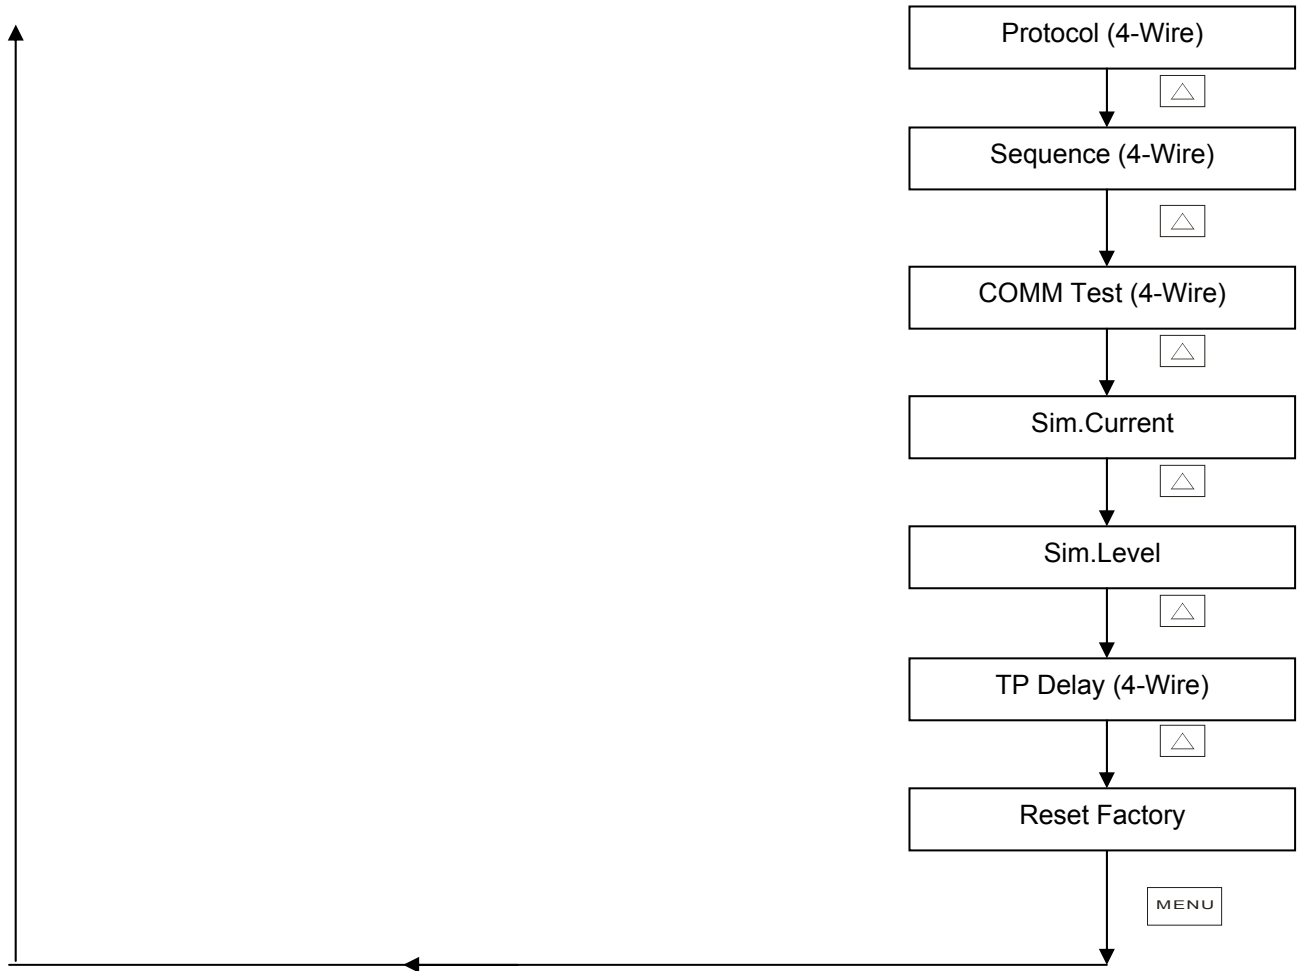 Protocol (4-Wire)
Sequence (4-Wire)
COMM Test (4-Wire)
Sim.Current
Sim.Level
TP Delay (4-Wire)
Reset Factory
MENU